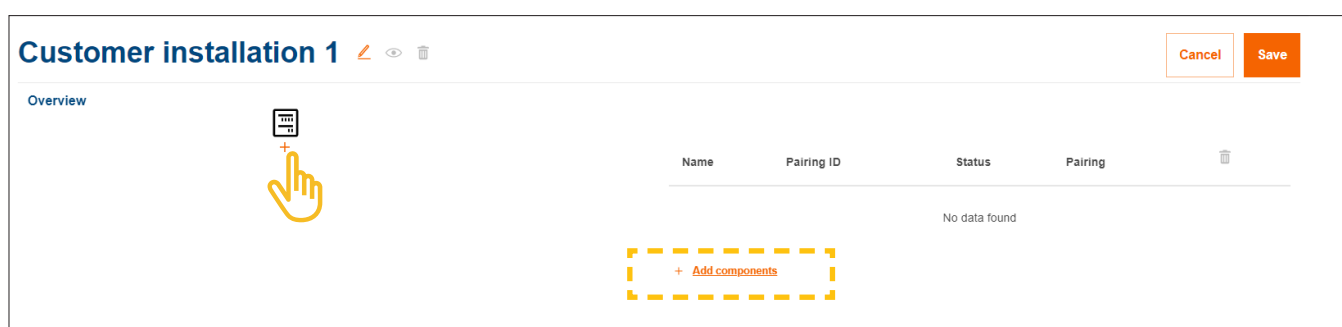 Customer installation 1
Cancel
Save
Overview
Name Pairing ID Status Pairing
No data found
+ Add components